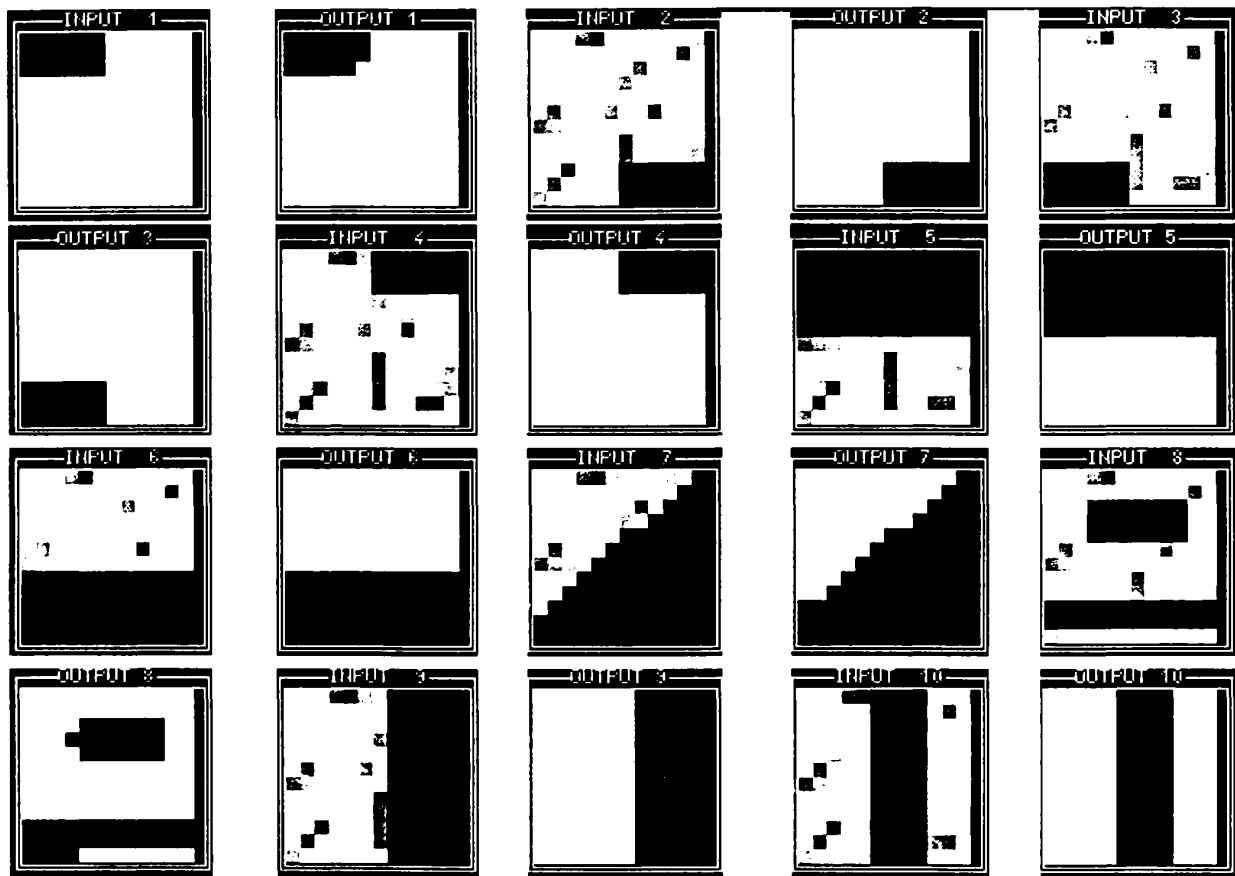 INPUT 1
OUTPUT 1
INPUT 2
OUTPUT 2
INPUT 3
OUTPUT 3
INPUT 4
OUTPUT 4
INPUT 5
OUTPUT 5
INPUT 6
OUTPUT 6
INPUT 7
OUTPUT 7
INPUT 8
OUTPUT 8
INPUT 9
OUTPUT 9
INPUT 10
OUTPUT 10